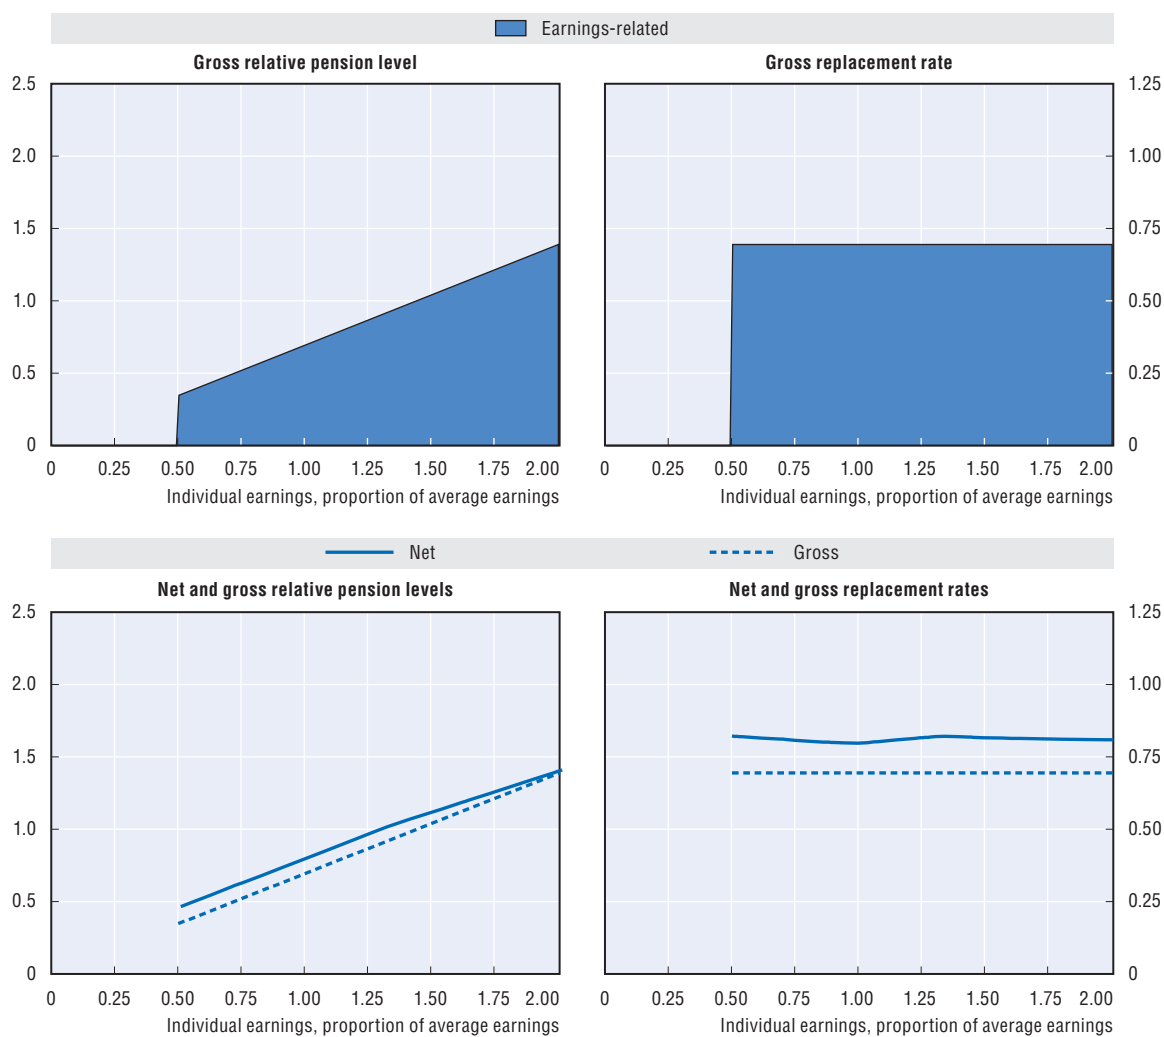 Earnings-related
Gross relative pension level
Gross replacement rate
2.5
2.0
1.5
1.0
0.5
0
1.25
1.00
0.75
0.50
0.25
0
0 0.25 0.50 0.75 1.00 1.25 1.50 1.75 2.00
0 0.25 0.50 0.75 1.00 1.25 1.50 1.75 2.00
Individual earnings, proportion of average earnings
Individual earnings, proportion of average earnings
Net Gross
Net and gross relative pension levels
Net and gross replacement rates
2.5
2.0
1.5
1.0
0.5
0
1.25
1.00
0.75
0.50
0.25
0
0 0.25 0.50 0.75 1.00 1.25 1.50 1.75 2.00
0 0.25 0.50 0.75 1.00 1.25 1.50 1.75 2.00
Individual earnings, proportion of average earnings
Individual earnings, proportion of average earnings